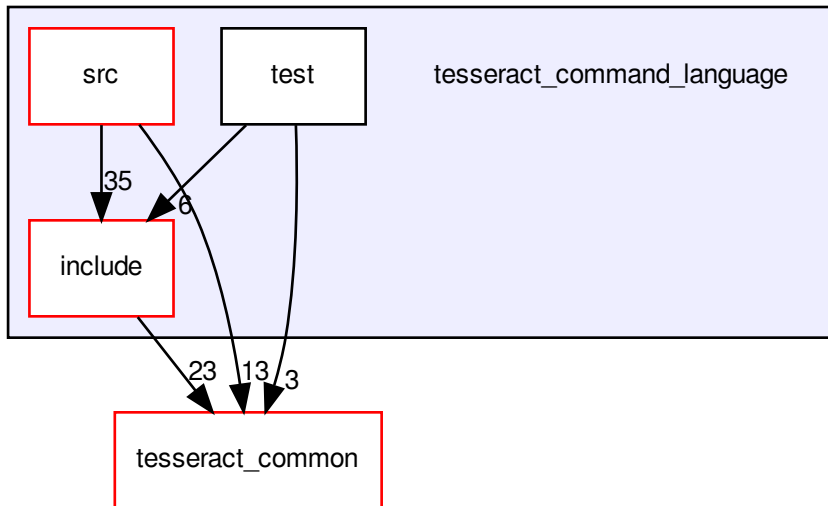 src
test
tesseract_command_language
35
6
include
23
13
3
tesseract_common